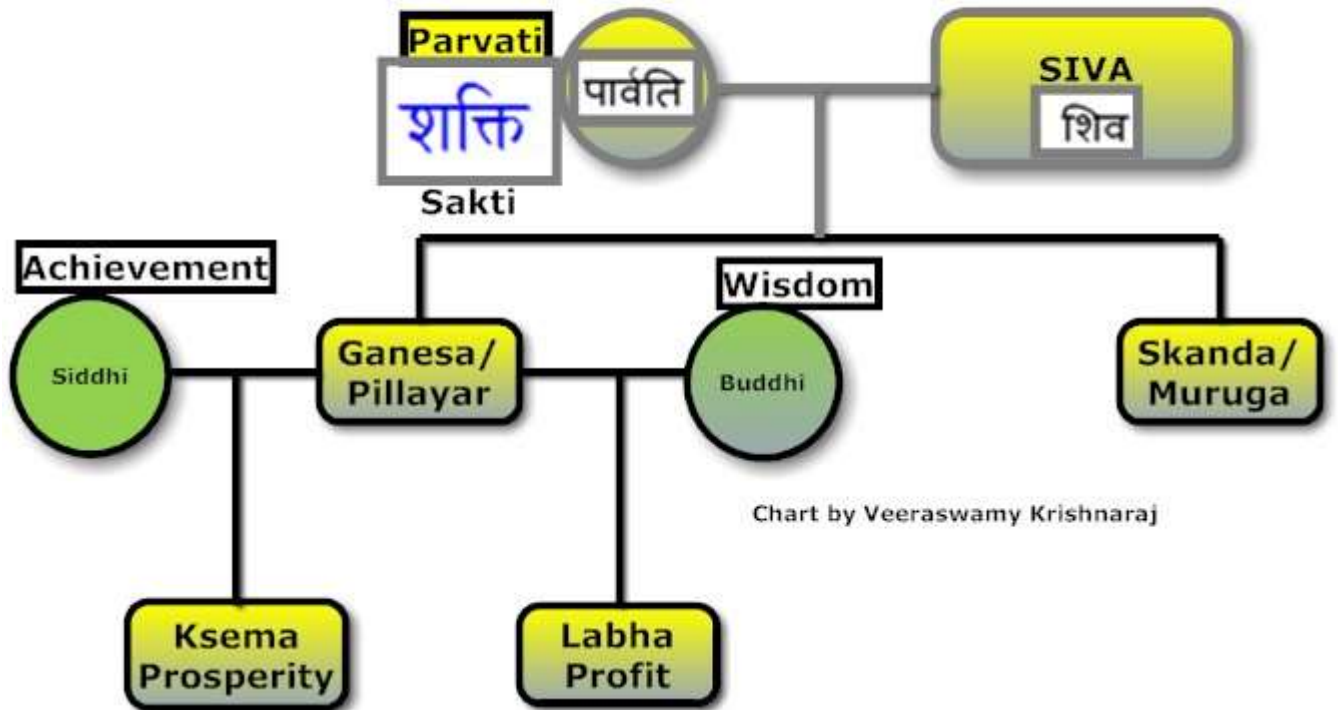 Parvati
शक्ति
Sakti
पार्वति
SIVA
शिव
Achievement
Siddhi
Ganesa/
Pillayar
Wisdom
Buddhi
Skanda/
Muruga
Chart by Veeraswamy Krishnaraj
Ksema
Prosperity
Labha
Profit